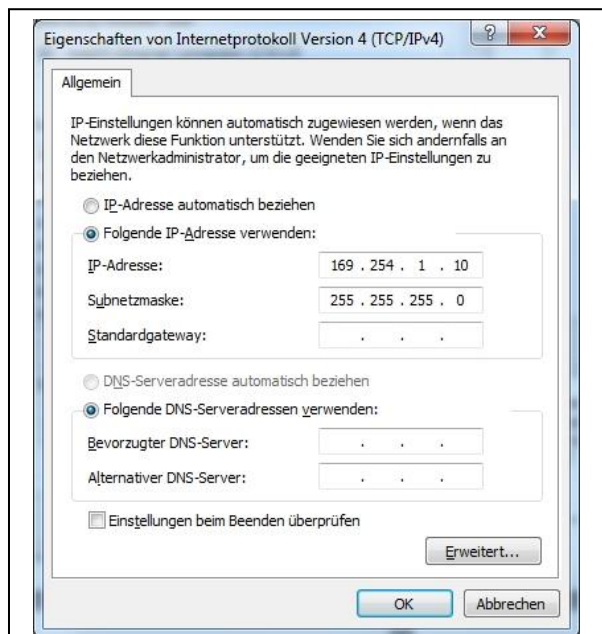 Eigenschaften von Internetprotokoll Version 4 (TCP/IPv4)
?
Allgemein
IP-Einstellungen können automatisch zugewiesen werden, wenn das
Netzwerk diese Funktion unterstützt. Wenden Sie sich andernfalls an
den Netzwerkadministrator, um die geeigneten IP-Einstellungen zu
beziehen.
IP-Adresse automatisch beziehen
Folgende IP-Adresse verwenden:
IP-Adresse: 169 . 254 . 1 . 10
Subnetzmaske: 255 . 255 . 255 . 0
Standardgateway: . . .
DNS-Serveradresse automatisch beziehen
Folgende DNS-Serveradressen verwenden:
Bevorzugter DNS-Server: . . .
Alternativer DNS-Server: . . .
Einstellungen beim Beenden überprüfen
Erweitert...
OK Abbrechen